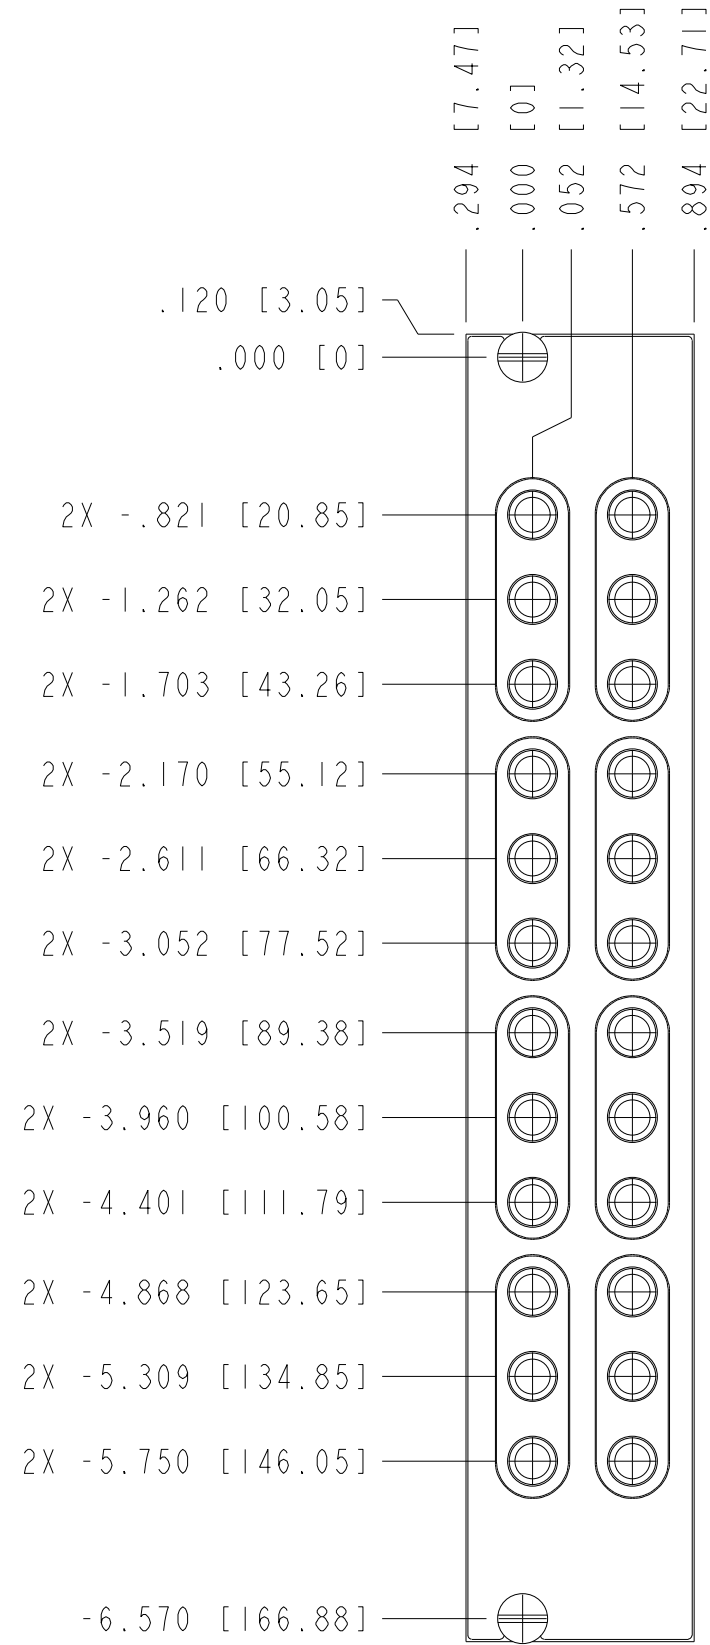 .294 [7.47]
.000 [0]
.052 [1.32]
.572 [14.53]
.894 [22.71]
.120 [3.05]
.000 [0]
2X -.821 [20.85]
2X -1.262 [32.05]
2X -1.703 [43.26]
2X -2.170 [55.12]
2X -2.611 [66.32]
2X -3.052 [77.52]
2X -3.519 [89.38]
2X -3.960 [100.58]
2X -4.401 [111.79]
2X -4.868 [123.65]
2X -5.309 [134.85]
2X -5.750 [146.05]
-6.570 [166.88]